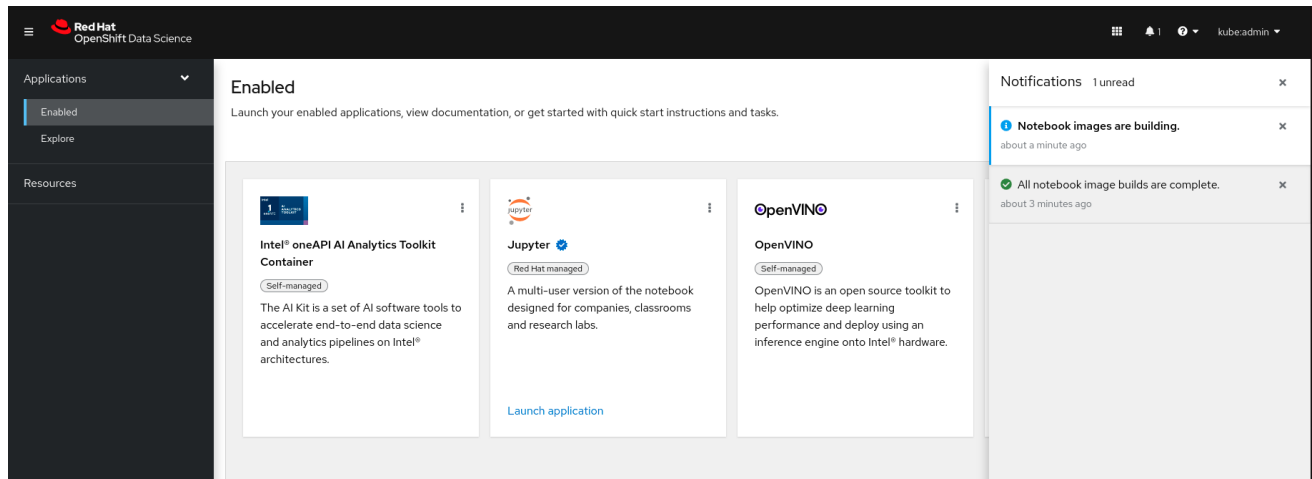 Red Hat
OpenShift Data Science
1
kube:admin
Applications
Enabled
Explore
Resources
Enabled
Launch your enabled applications, view documentation, or get started with quick start instructions and tasks.
Intel® oneAPI AI Analytics Toolkit
Container
Self-managed
The AI Kit is a set of AI software tools to
accelerate end-to-end data science
and analytics pipelines on Intel®
architectures.
Jupyter
Jupyter
Red Hat managed
A multi-user version of the notebook
designed for companies, classrooms
and research labs.
Launch application
OpenVINO
OpenVINO
Self-managed
OpenVINO is an open source toolkit to
help optimize deep learning
performance and deploy using an
inference engine onto Intel® hardware.
Notifications 1 unread
Notebook images are building.
about a minute ago
All notebook image builds are complete.
about 3 minutes ago